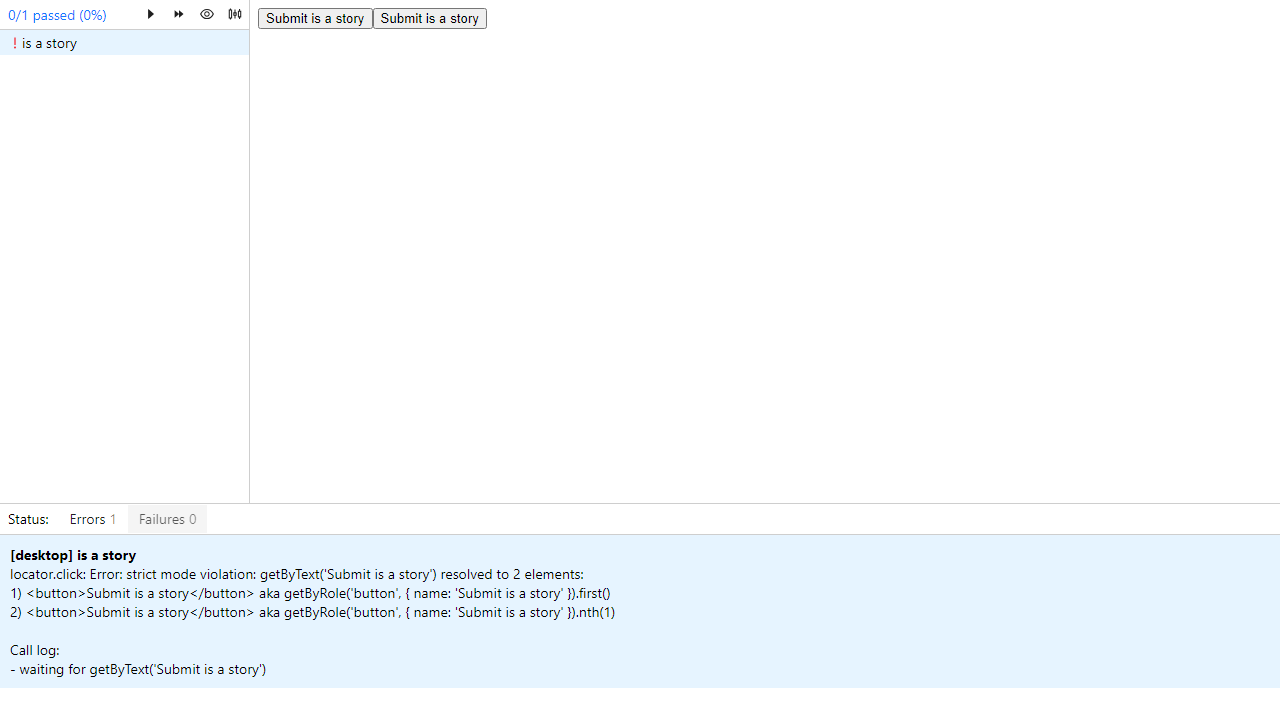 0/1 passed (0%)
! is a story
Submit is a story Submit is a story
Status: Errors 1 Failures 0
[desktop] is a story
locator.click: Error: strict mode violation: getByText('Submit is a story') resolved to 2 elements:
1) <button>Submit is a story</button> aka getByRole('button', { name: 'Submit is a story' }).first()
2) <button>Submit is a story</button> aka getByRole('button', { name: 'Submit is a story' }).nth(1)
Call log:
- waiting for getByText('Submit is a story')